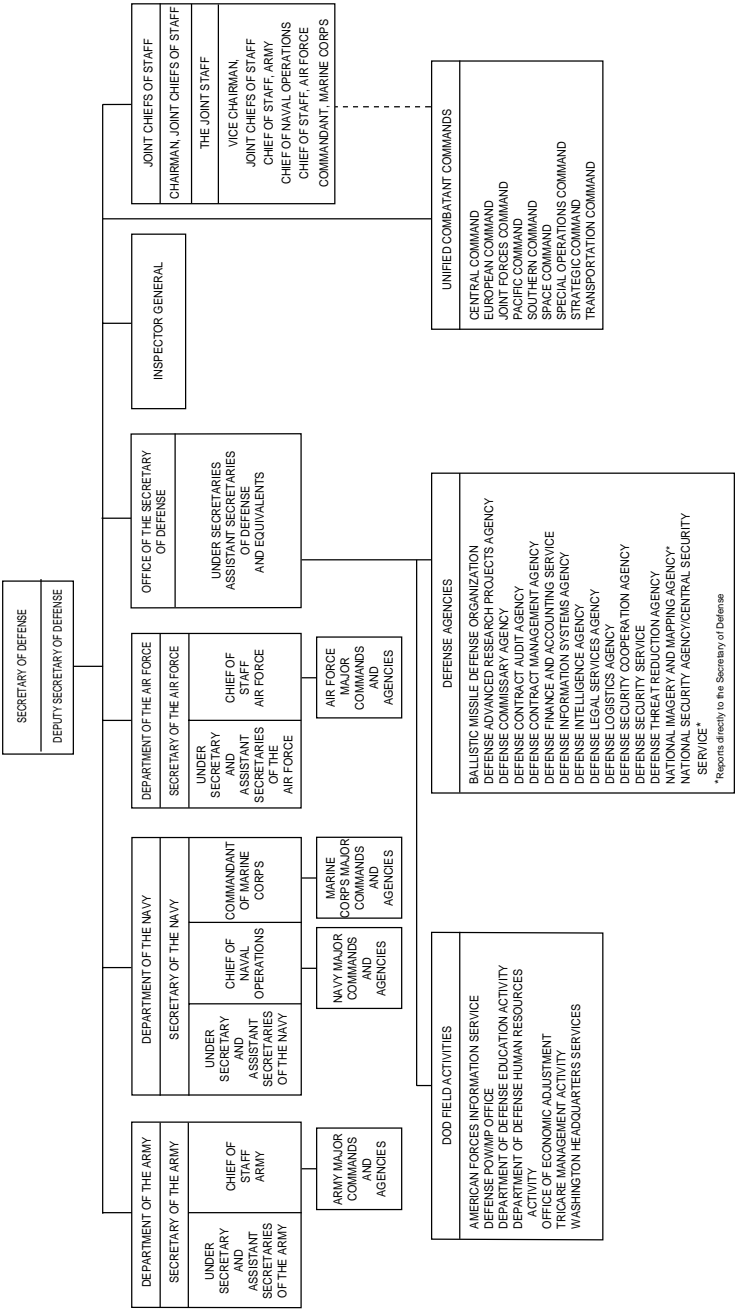 SECRETARY OF DEFENSE
DEPUTY SECRETARY OF DEFENSE
DEPARTMENT OF THE ARMY
SECRETARY OF THE ARMY
UNDER
SECRETARY
AND
ASSISTANT
SECRETARIES
OF THE ARMY
CHIEF OF
STAFF
ARMY
ARMY MAJOR
COMMANDS
AND
AGENCIES
DEPARTMENT OF THE NAVY
SECRETARY OF THE NAVY
UNDER
SECRETARY
AND
ASSISTANT
SECRETARIES
OF THE NAVY
CHIEF OF
NAVAL
OPERATIONS
COMMANDANT
OF MARINE
CORPS
NAVY MAJOR
COMMANDS
AND
AGENCIES
MARINE
CORPS MAJOR
COMMANDS
AND
AGENCIES
DEPARTMENT OF THE AIR FORCE
SECRETARY OF THE AIR FORCE
UNDER
SECRETARY
AND
ASSISTANT
SECRETARIES
OF THE
AIR FORCE
CHIEF OF
STAFF
AIR FORCE
AIR FORCE
MAJOR
COMMANDS
AND
AGENCIES
OFFICE OF THE SECRETARY
OF DEFENSE
UNDER SECRETARIES
ASSISTANT SECRETARIES
OF DEFENSE
AND EQUIVALENTS
INSPECTOR GENERAL
JOINT CHIEFS OF STAFF
CHAIRMAN, JOINT CHIEFS OF STAFF
THE JOINT STAFF
VICE CHAIRMAN,
JOINT CHIEFS OF STAFF
CHIEF OF STAFF, ARMY
CHIEF OF NAVAL OPERATIONS
CHIEF OF STAFF, AIR FORCE
COMMANDANT, MARINE CORPS
DOD FIELD ACTIVITIES
AMERICAN FORCES INFORMATION SERVICE
DEFENSE POW/MP OFFICE
DEPARTMENT OF DEFENSE EDUCATION ACTIVITY
DEPARTMENT OF DEFENSE HUMAN RESOURCES
ACTIVITY
OFFICE OF ECONOMIC ADJUSTMENT
TRICARE MANAGEMENT ACTIVITY
WASHINGTON HEADQUARTERS SERVICES
DEFENSE AGENCIES
BALLISTIC MISSILE DEFENSE ORGANIZATION
DEFENSE ADVANCED RESEARCH PROJECTS AGENCY
DEFENSE COMMISSARY AGENCY
DEFENSE CONTRACT AUDIT AGENCY
DEFENSE CONTRACT MANAGEMENT AGENCY
DEFENSE FINANCE AND ACCOUNTING SERVICE
DEFENSE INFORMATION SYSTEMS AGENCY
DEFENSE INTELLIGENCE AGENCY
DEFENSE LEGAL SERVICES AGENCY
DEFENSE LOGISTICS AGENCY
DEFENSE SECURITY COOPERATION AGENCY
DEFENSE SECURITY SERVICE
DEFENSE THREAT REDUCTION AGENCY
NATIONAL IMAGERY AND MAPPING AGENCY*
NATIONAL SECURITY AGENCY/CENTRAL SECURITY
SERVICE*
*Reports directly to the Secretary of Defense
UNIFIED COMBATANT COMMANDS
CENTRAL COMMAND
EUROPEAN COMMAND
JOINT FORCES COMMAND
PACIFIC COMMAND
SOUTHERN COMMAND
SPACE COMMAND
SPECIAL OPERATIONS COMMAND
STRATEGIC COMMAND
TRANSPORTATION COMMAND